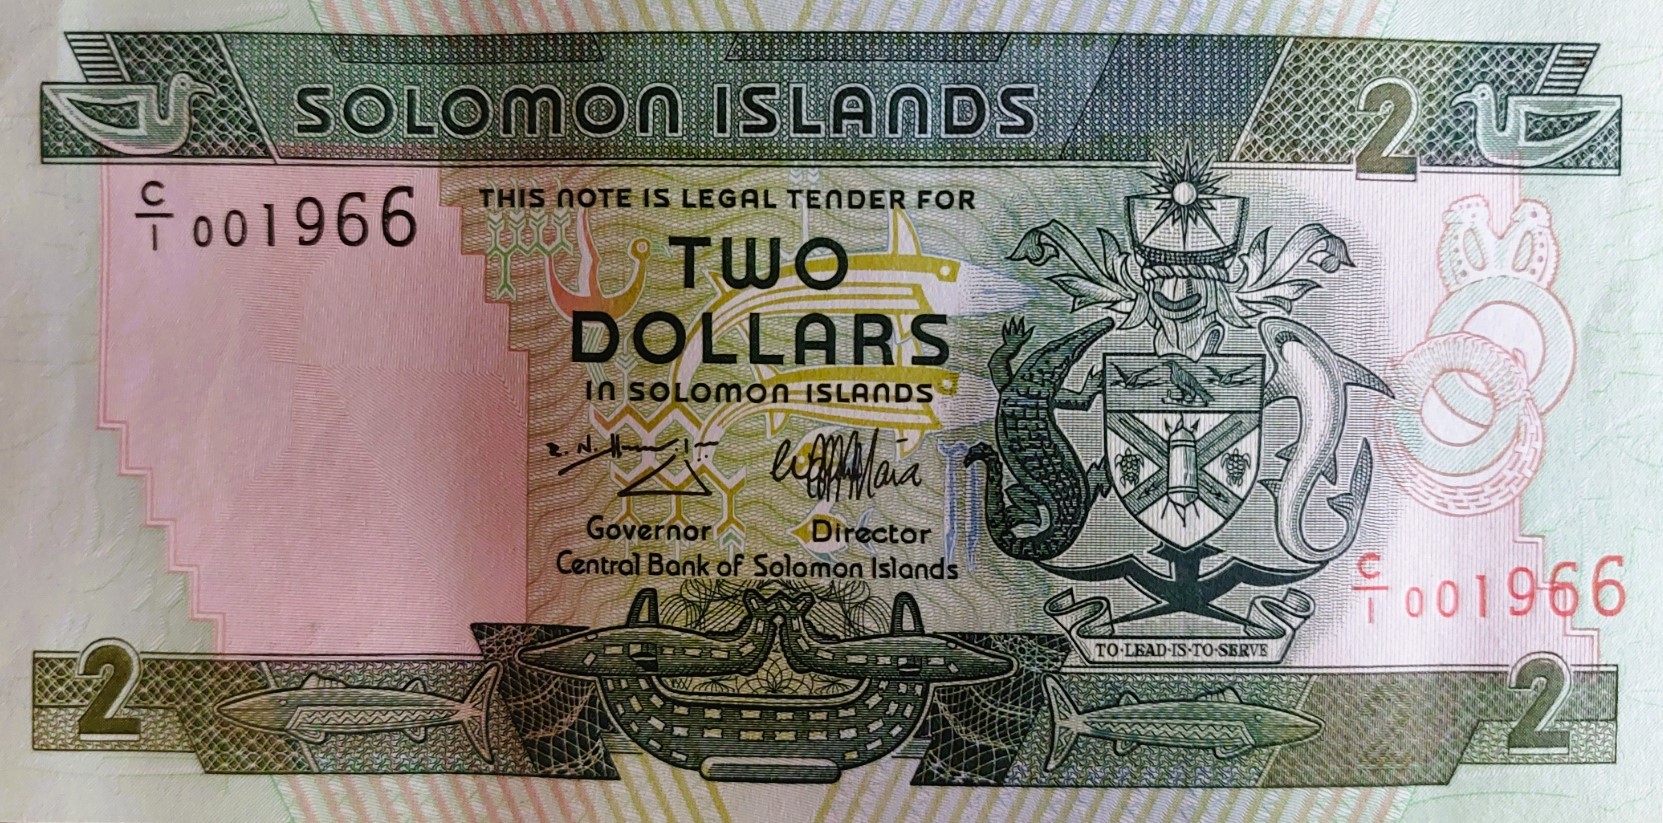 SOLOMON ISLANDS
2
C/1 001966
THIS NOTE IS LEGAL TENDER FOR
TWO
DOLLARS
IN SOLOMON ISLANDS
Governor Director
Central Bank of Solomon Islands
C/1 001966
TO·LEAD·IS·TO·SERVE
2
2